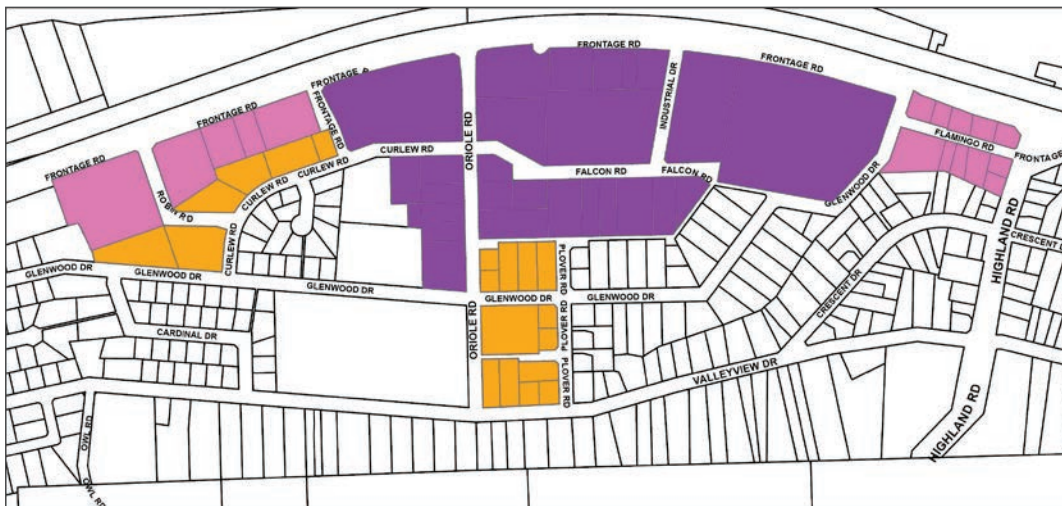 FRONTAGE RD
FRONTAGE RD
FRONTAGE RD
INDUSTRIAL DR
FRONTAGE RD
FRONTAGE RD
ORIOLE RD
FLAMINGO RD
FRONTAGE RD
CURLEW RD
FRONTAGE
CURLEW RD
FALCON RD
FALCON RD
GLENWOOD DR
CURLEW RD
ROBIN RD
HIGHLAND RD
CRESCENT
CURLEW RD
PLOVER RD
GLENWOOD DR
GLENWOOD DR
GLENWOOD DR
GLENWOOD DR
GLENWOOD DR
CRESCENT DR
ORIOLE RD
PLOVER RD
CARDINAL DR
PLOVER RD
VALLEYVIEW DR
HIGHLAND RD
OWL RD
OWL RD